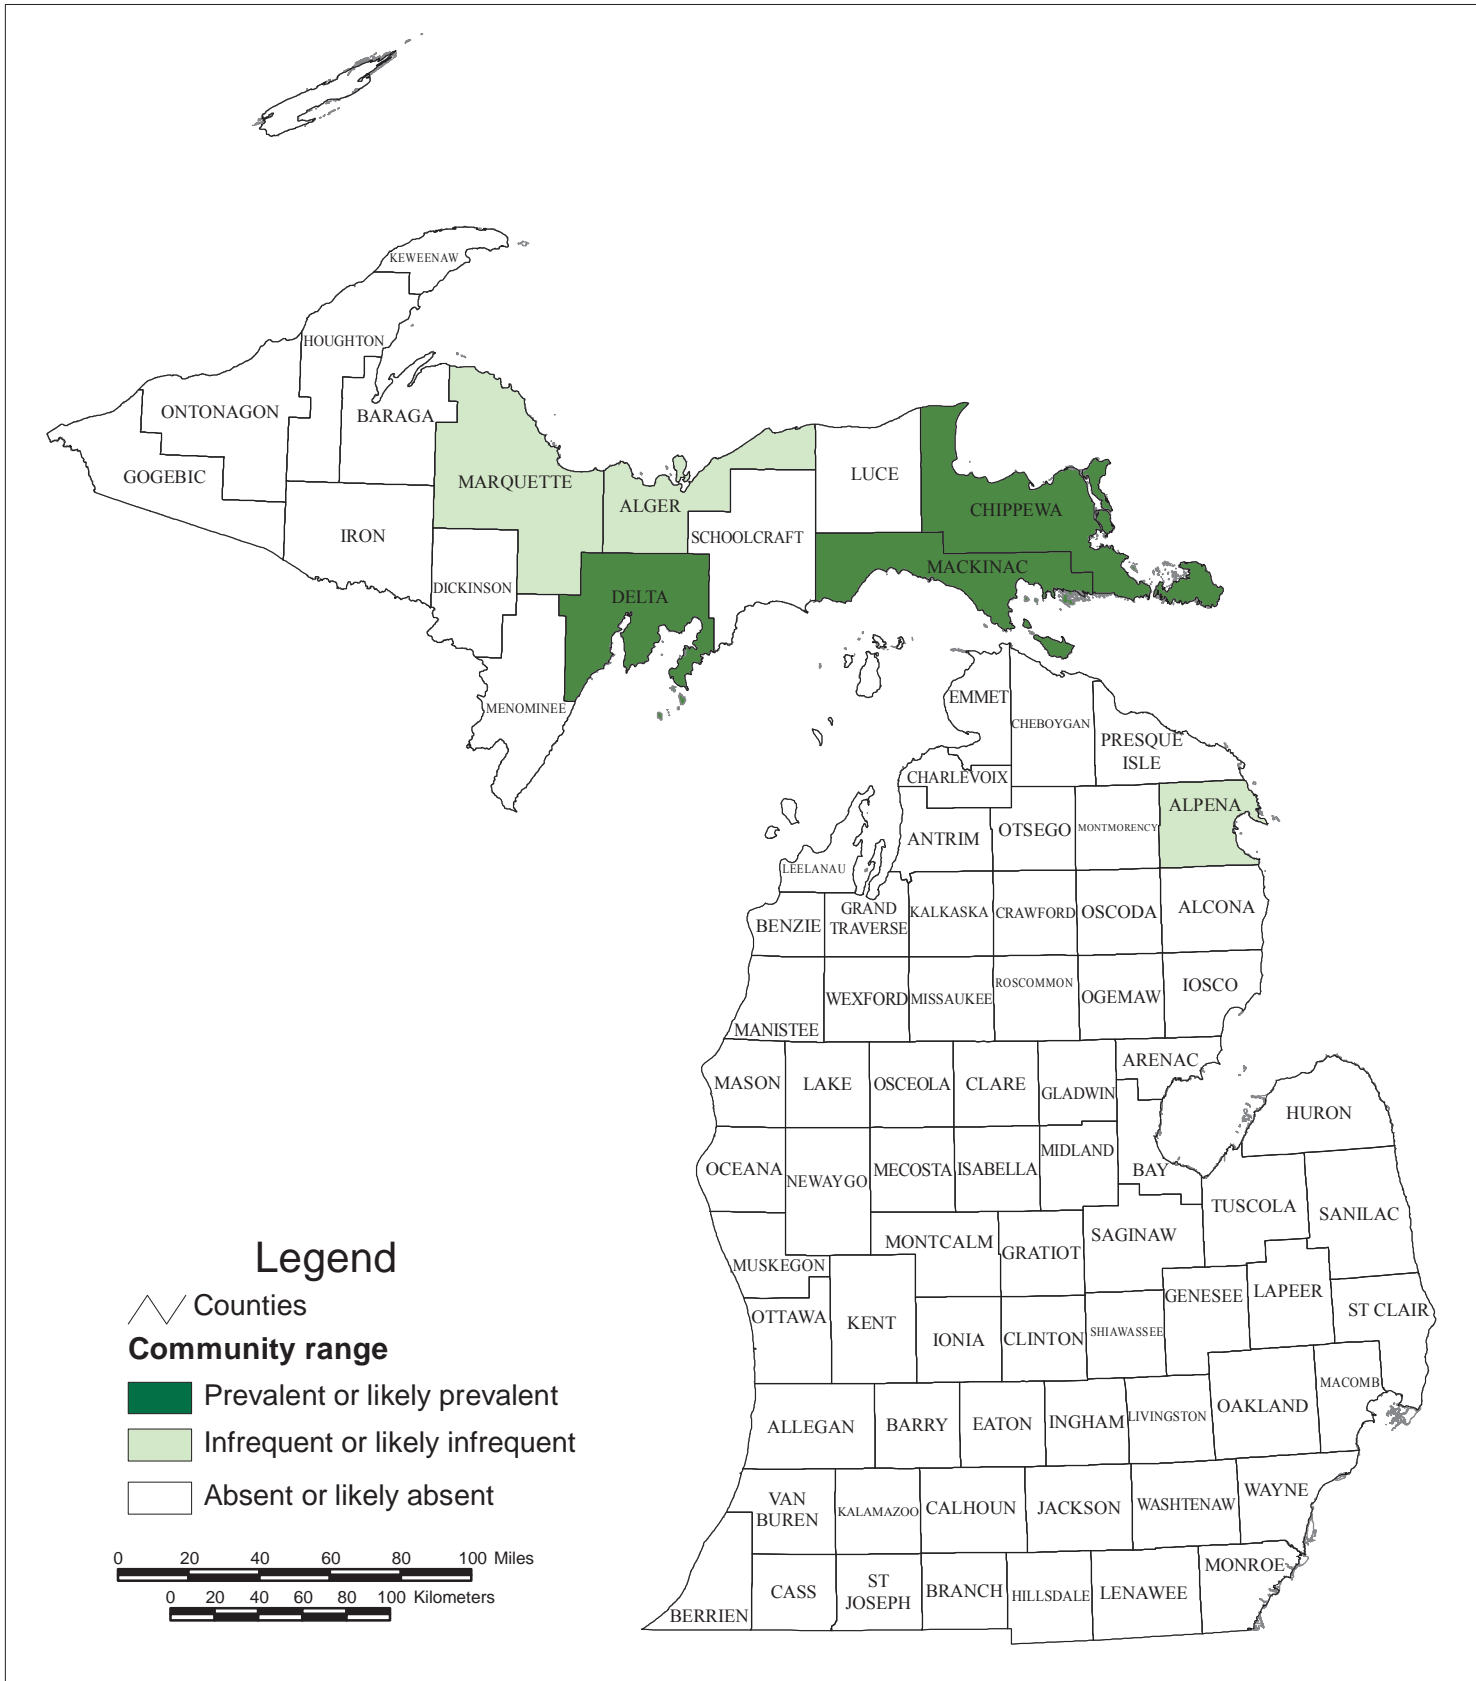 KEWEENAW
HOUGHTON
ONTONAGON
BARAGA
GOGEBIC
MARQUETTE
LUCE
ALGER
CHIPPEWA
IRON
SCHOOLCRAFT
MACKINAC
DICKINSON
DELTA
MENOMINEE
EMMET
CHEBOYGAN
PRESQUE
ISLE
CHARLEVOIX
ALPENA
ANTRIM
OTSEGO
MONTMORENCY
LEELANAU
BENZIE
GRAND
TRAVERSE
KALKASKA
CRAWFORD
OSCODA
ALCONA
MANISTEE
WEXFORD
MISSAUKEE
ROSCOMMON
OGEMAW
IOSCO
ARENAC
MASON
LAKE
OSCEOLA
CLARE
GLADWIN
HURON
OCEANA
NEWAYGO
MECOSTA
ISABELLA
MIDLAND
BAY
TUSCOLA
SANILAC
MONTCALM
GRATIOT
SAGINAW
MUSKEGON
GENESEE
LAPEER
ST CLAIR
OTTAWA
KENT
IONIA
CLINTON
SHIAWASSEE
ALLEGAN
BARRY
EATON
INGHAM
LIVINGSTON
OAKLAND
MACOMB
VAN
BUREN
KALAMAZOO
CALHOUN
JACKSON
WASHTENAW
WAYNE
BERRIEN
CASS
ST
JOSEPH
BRANCH
HILLSDALE
LENAWEE
MONROE
Legend
Counties
Community range
Prevalent or likely prevalent
Infrequent or likely infrequent
Absent or likely absent
0 20 40 60 80 100 Miles
0 20 40 60 80 100 Kilometers